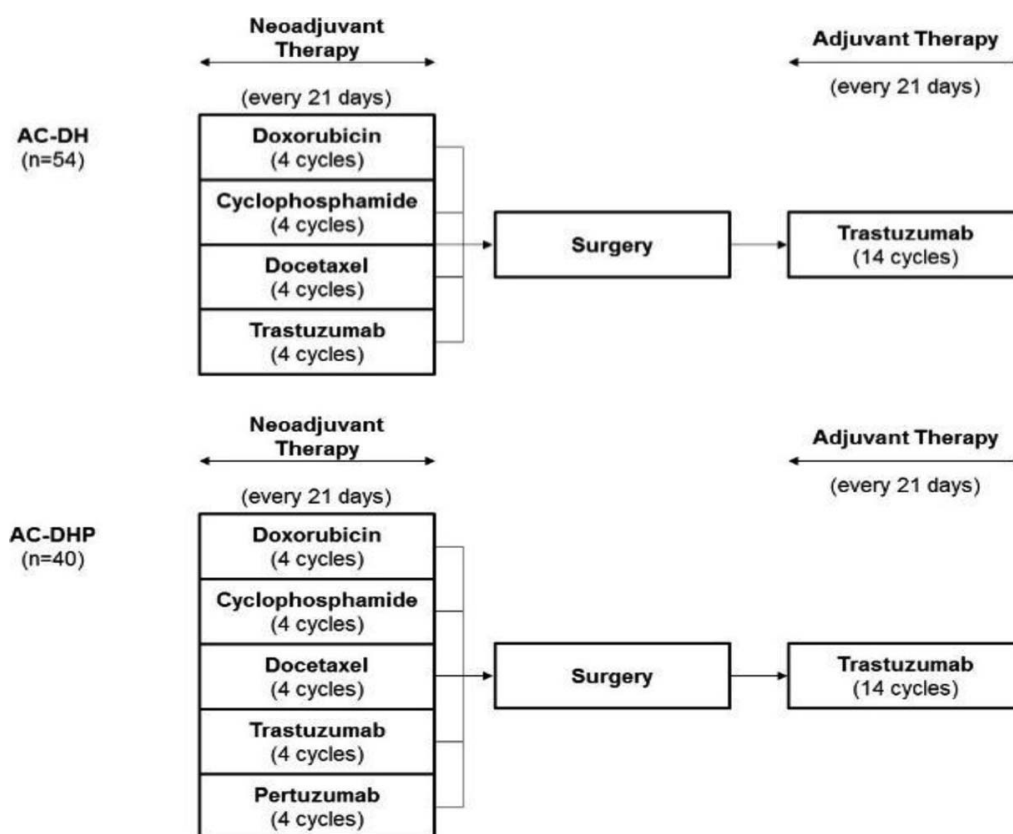 Neoadjuvant
Therapy
Adjuvant Therapy
(every 21 days)
(every 21 days)
AC-DH
(n=54)
Doxorubicin
(4 cycles)
Cyclophosphamide
(4 cycles)
Docetaxel
(4 cycles)
Trastuzumab
(4 cycles)
Surgery
Trastuzumab
(14 cycles)
Neoadjuvant
Therapy
Adjuvant Therapy
(every 21 days)
(every 21 days)
AC-DHP
(n=40)
Doxorubicin
(4 cycles)
Cyclophosphamide
(4 cycles)
Docetaxel
(4 cycles)
Trastuzumab
(4 cycles)
Pertuzumab
(4 cycles)
Surgery
Trastuzumab
(14 cycles)